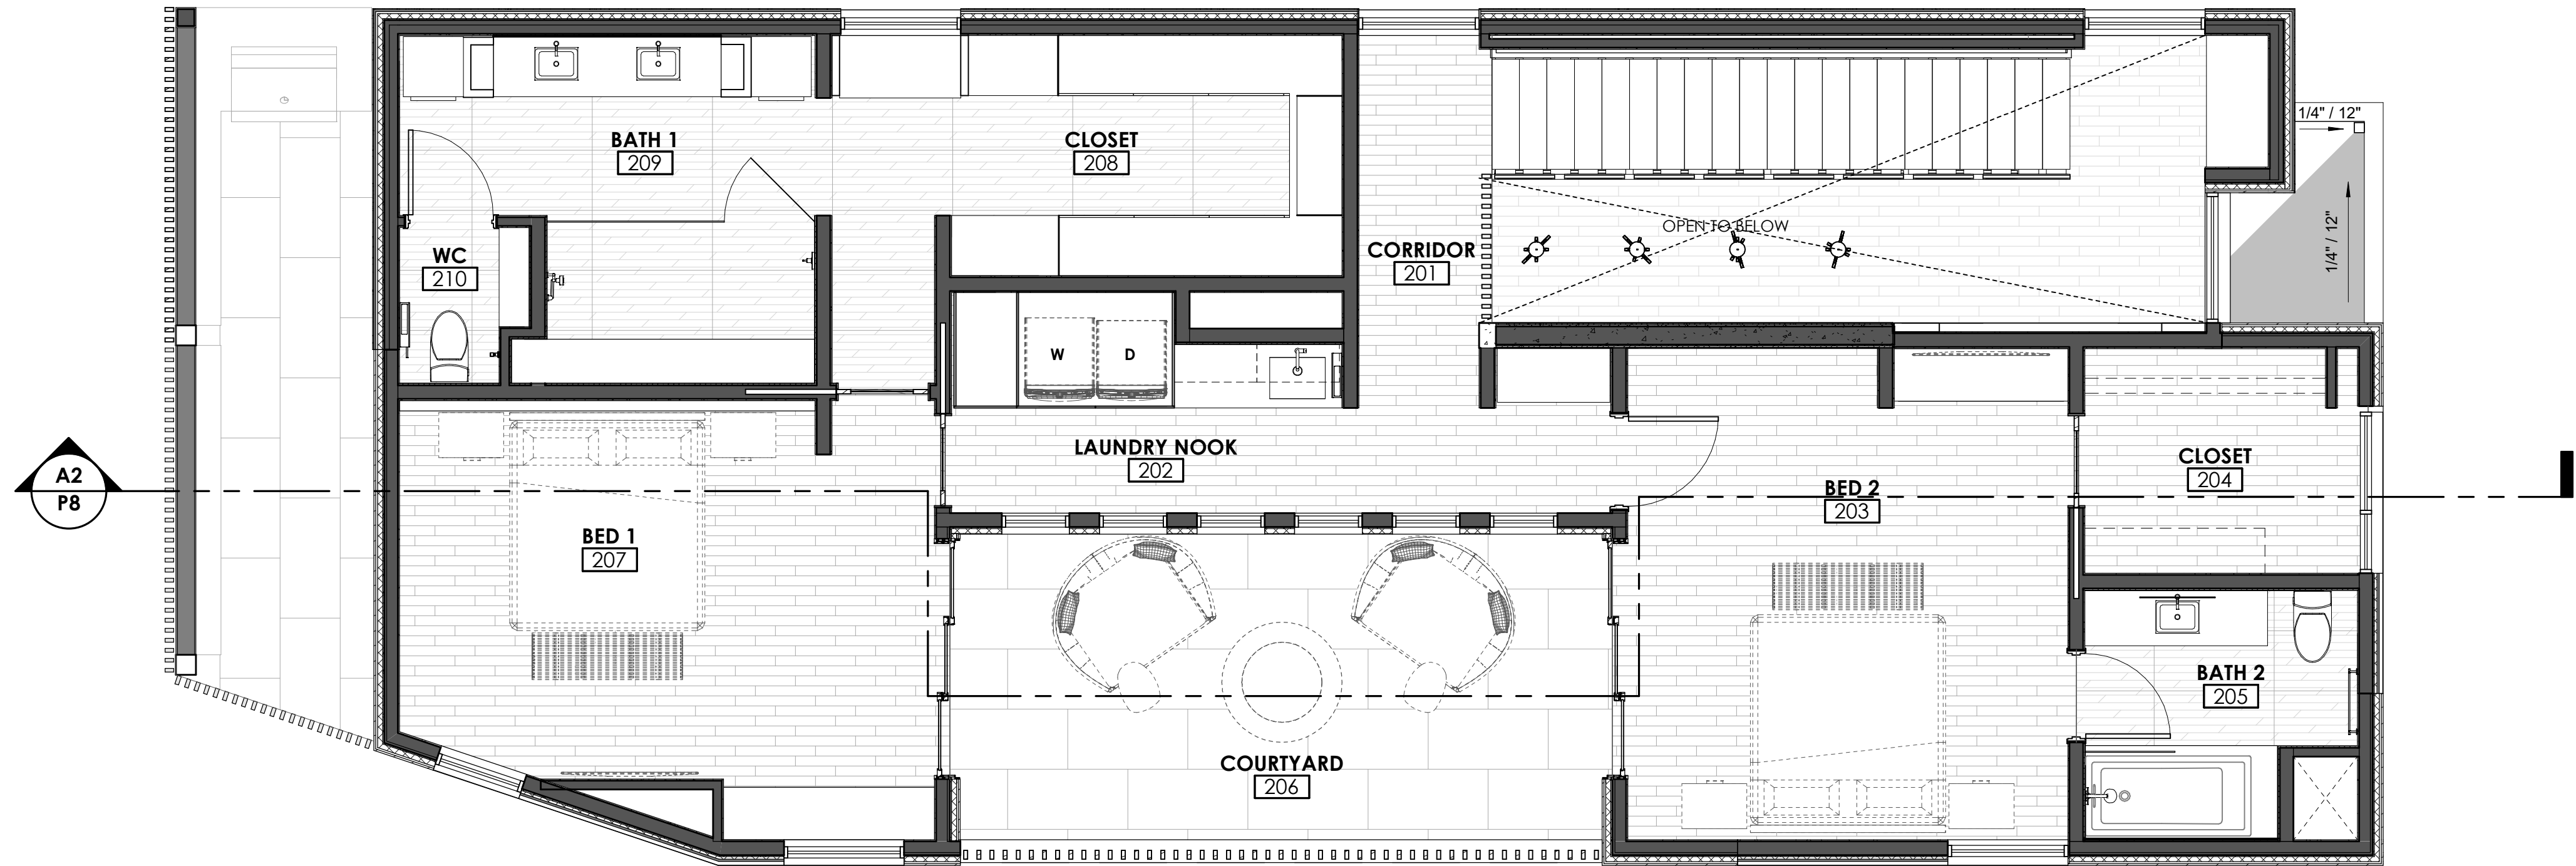 1/4" / 12"
BATH 1
209
CLOSET
208
1/4" / 12"
OPEN TO BELOW
WC
210
CORRIDOR
201
W
D
LAUNDRY NOOK
202
CLOSET
204
A2
P8
BED 2
203
BED 1
207
BATH 2
205
COURTYARD
206